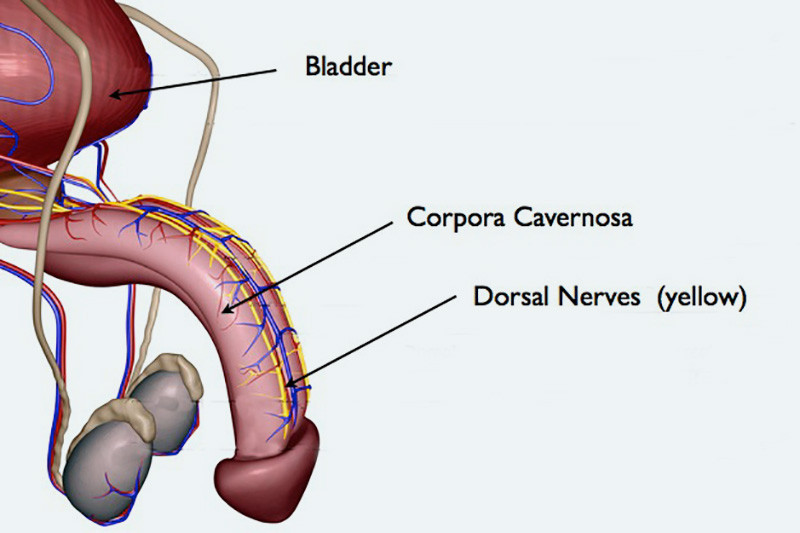 Bladder
Corpora Cavernosa
Dorsal Nerves (yellow)